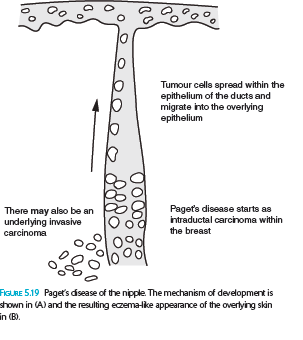 Tumour cells spread within the
epithelium of the ducts and
migrate into the overlying
epithelium
There may also be an
underlying invasive
carcinoma
Paget's disease starts as
intraductal carcinoma within
the breast
FIGURE 5.19 Paget's disease of the nipple. The mechanism of development is
shown in (A) and the resulting eczema-like appearance of the overlying skin
in (B).